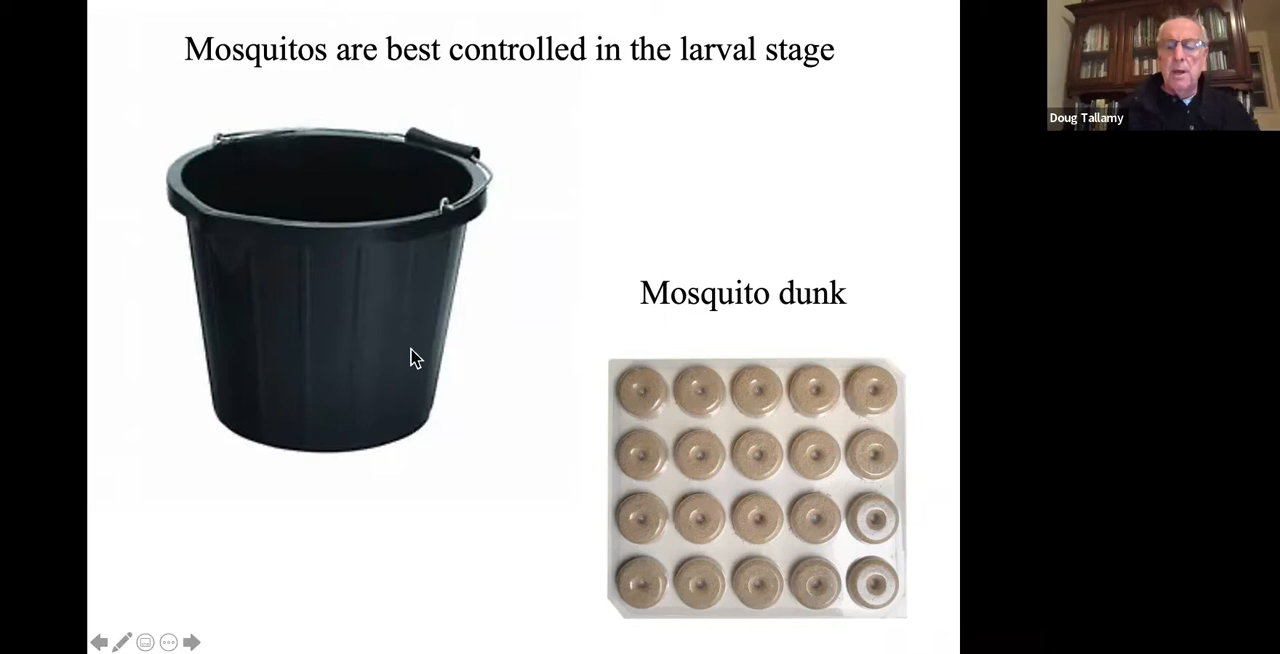 Mosquitos are best controlled in the larval stage
Doug Tallamy
Mosquito dunk